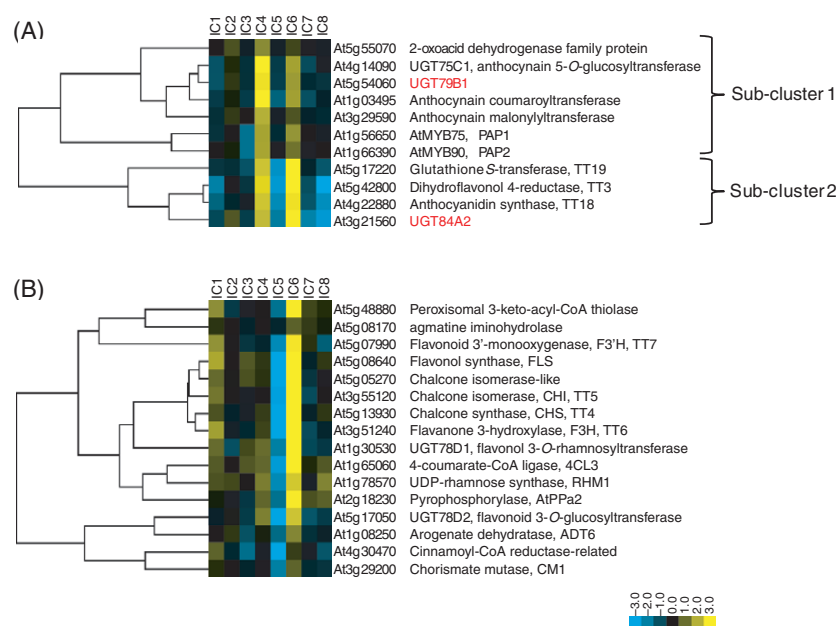 (A)
IC1 IC2 IC3 IC4 IC5 IC6 IC7 IC8
At5g55070 2-oxoacid dehydrogenase family protein
At4g14090 UGT75C1, anthocynain 5-O-glucosyltransferase
At5g54060 UGT79B1
At1g03495 Anthocynain coumaroyltransferase
At3g29590 Anthocynain malonylyltransferase
At1g56650 AtMYB75, PAP1
At1g66390 AtMYB90, PAP2
Sub-cluster 1
At5g17220 Glutathione S-transferase, TT19
At5g42800 Dihydroflavonol 4-reductase, TT3
At4g22880 Anthocyanidin synthase, TT18
At3g21560 UGT84A2
Sub-cluster 2
(B)
IC1 IC2 IC3 IC4 IC5 IC6 IC7 IC8
At5g48880 Peroxisomal 3-keto-acyl-CoA thiolase
At5g08170 agmatine iminohydrolase
At5g07990 Flavonoid 3'-monooxygenase, F3'H, TT7
At5g08640 Flavonol synthase, FLS
At5g05270 Chalcone isomerase-like
At3g55120 Chalcone isomerase, CHI, TT5
At5g13930 Chalcone synthase, CHS, TT4
At3g51240 Flavanone 3-hydroxylase, F3H, TT6
At1g30530 UGT78D1, flavonol 3-O-rhamnosyltransferase
At1g65060 4-coumarate-CoA ligase, 4CL3
At1g78570 UDP-rhamnose synthase, RHM1
At2g18230 Pyrophosphorylase, AtPPa2
At5g17050 UGT78D2, flavonoid 3-O-glucosyltransferase
At1g08250 Arogenate dehydratase, ADT6
At4g30470 Cinnamoyl-CoA reductase-related
At3g29200 Chorismate mutase, CM1
-3.0 -2.0 -1.0 0.0 1.0 2.0 3.0